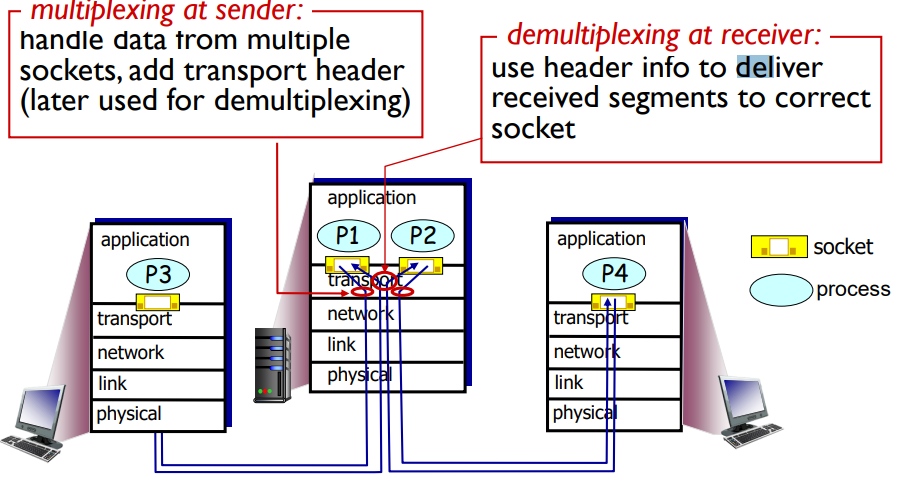 multiplexing at sender:
handle data from multiple
sockets, add transport header
(later used for demultiplexing)
demultiplexing at receiver:
use header info to deliver
received segments to correct
socket
application
P1 P2
transport
network
link
physical
application
P3
transport
network
link
physical
application
P4
transport
network
link
physical
socket
process